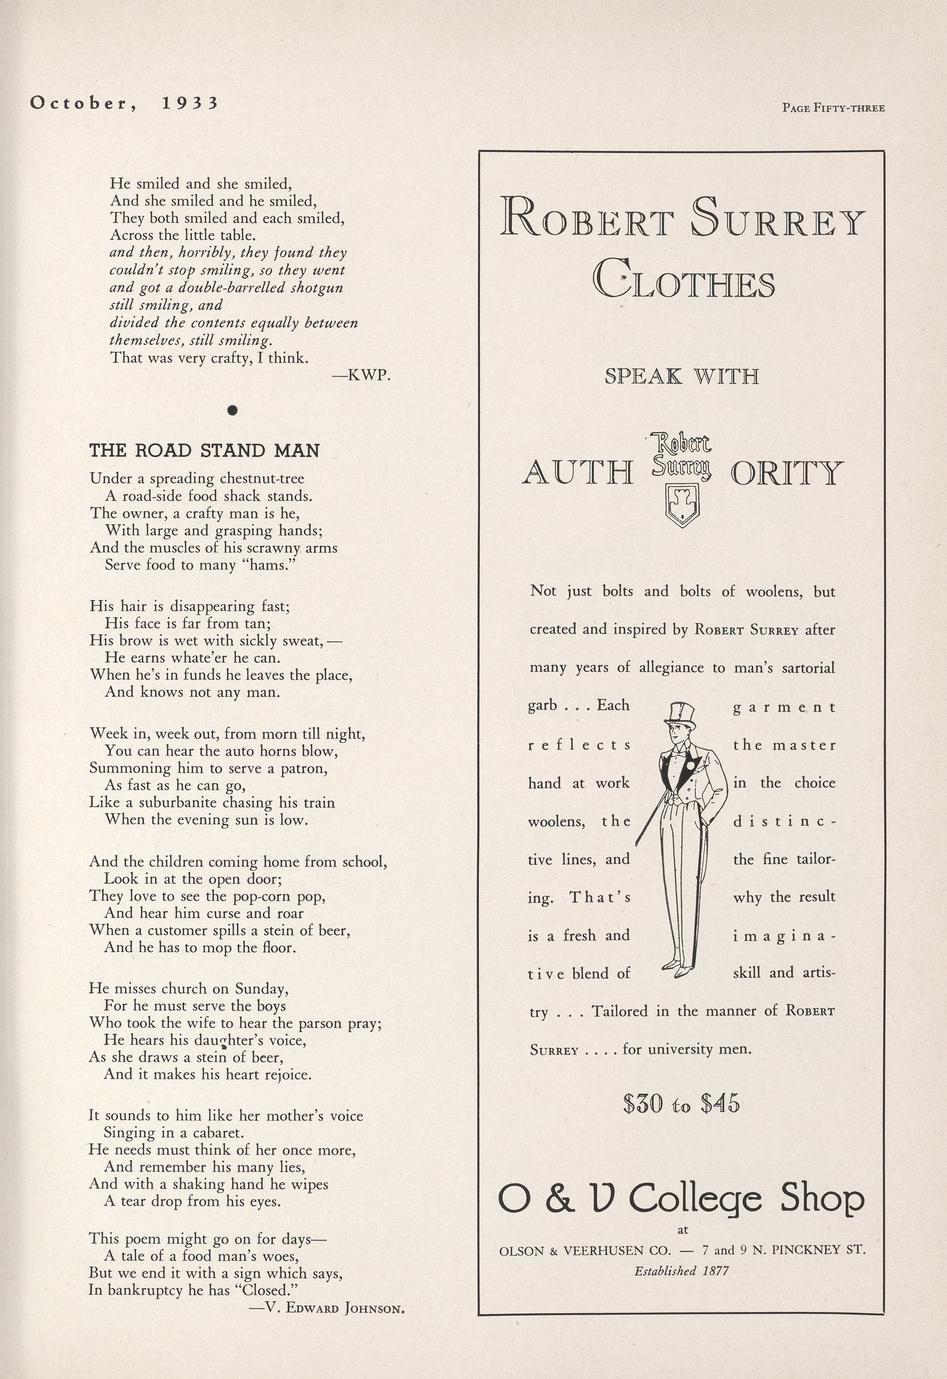 October, 1933
PAGE FIFTY-THREE
He smiled and she smiled,
And she smiled and he smiled,
They both smiled and each smiled,
Across the little table.
and then, horribly, they found they
couldn't stop smiling, so they went
and got a double-barrelled shotgun
still smiling, and
divided the contents equally between
themselves, still smiling.
That was very crafty, I think.
—KWP.
●
THE ROAD STAND MAN
Under a spreading chestnut-tree
A road-side food shack stands.
The owner, a crafty man is he,
With large and grasping hands;
And the muscles of his scrawny arms
Serve food to many “hams.”
His hair is disappearing fast;
His face is far from tan;
His brow is wet with sickly sweat,—
He earns whate'er he can.
When he's in funds he leaves the place,
And knows not any man.
Week in, week out, from morn till night,
You can hear the auto horns blow,
Summoning him to serve a patron,
As fast as he can go,
Like a suburbanite chasing his train
When the evening sun is low.
And the children coming home from school,
Look in at the open door;
They love to see the pop-corn pop,
And hear him curse and roar
When a customer spills a stein of beer,
And he has to mop the floor.
He misses church on Sunday,
For he must serve the boys
Who took the wife to hear the parson pray;
He hears his daughter's voice,
As she draws a stein of beer,
And it makes his heart rejoice.
It sounds to him like her mother's voice
Singing in a cabaret.
He needs must think of her once more,
And remember his many lies,
And with a shaking hand he wipes
A tear drop from his eyes.
This poem might go on for days—
A tale of a food man's woes,
But we end it with a sign which says,
In bankruptcy he has “Closed.”
—V. EDWARD JOHNSON.
ROBERT SURREY
CLOTHES
SPEAK WITH
Robert
AUTH Surrey ORITY
Not just bolts and bolts of woolens, but
created and inspired by ROBERT SURREY after
many years of allegiance to man's sartorial
garb . . . Each garment
reflects the master
hand at work in the choice
woolens, the distinc-
tive lines, and the fine tailor-
ing. That's why the result
is a fresh and imagina-
tive blend of skill and artis-
try . . . Tailored in the manner of ROBERT
SURREY . . . . for university men.
$30 to $45
O & V College Shop
at
OLSON & VEERHUSEN CO. — 7 and 9 N. PINCKNEY ST.
Established 1877